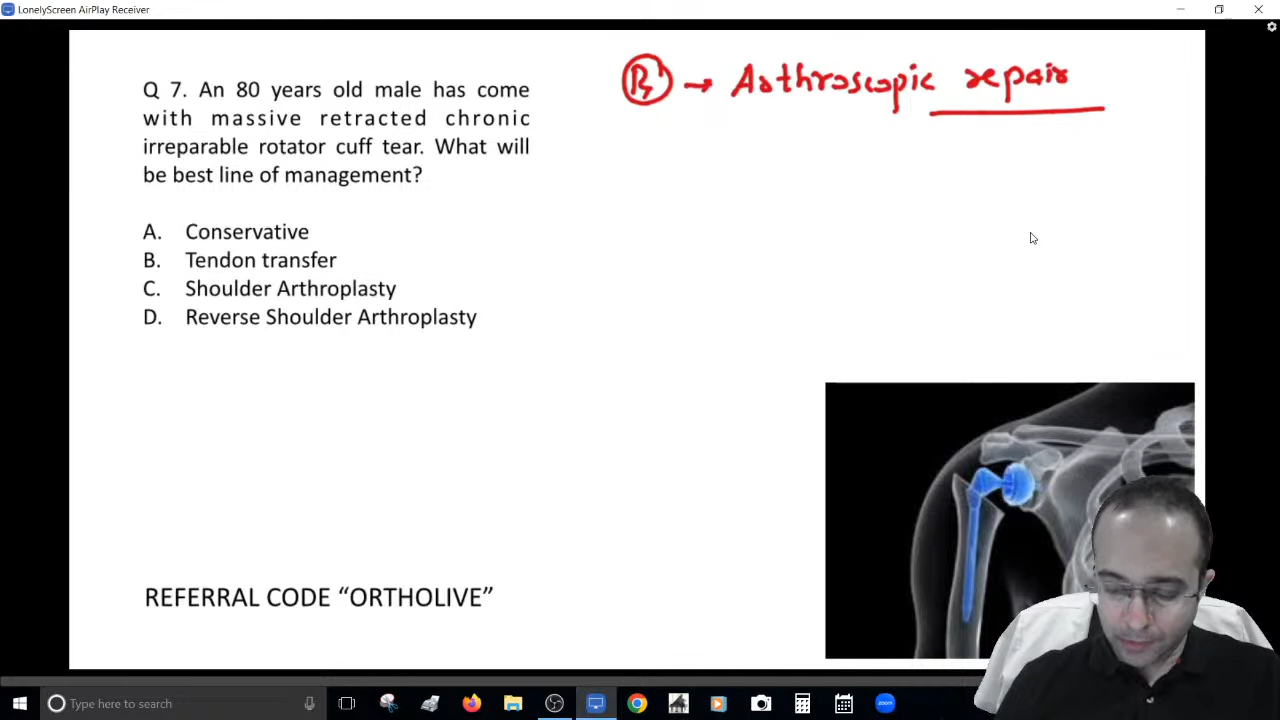 LonelyScreen AirPlay Receiver
Rx → Arthroscopic repair
Q 7. An 80 years old male has come
with massive retracted chronic
irreparable rotator cuff tear. What will
be best line of management?
A. Conservative
B. Tendon transfer
C. Shoulder Arthroplasty
D. Reverse Shoulder Arthroplasty
REFERRAL CODE “ORTHOLIVE”
Type here to search
zoom